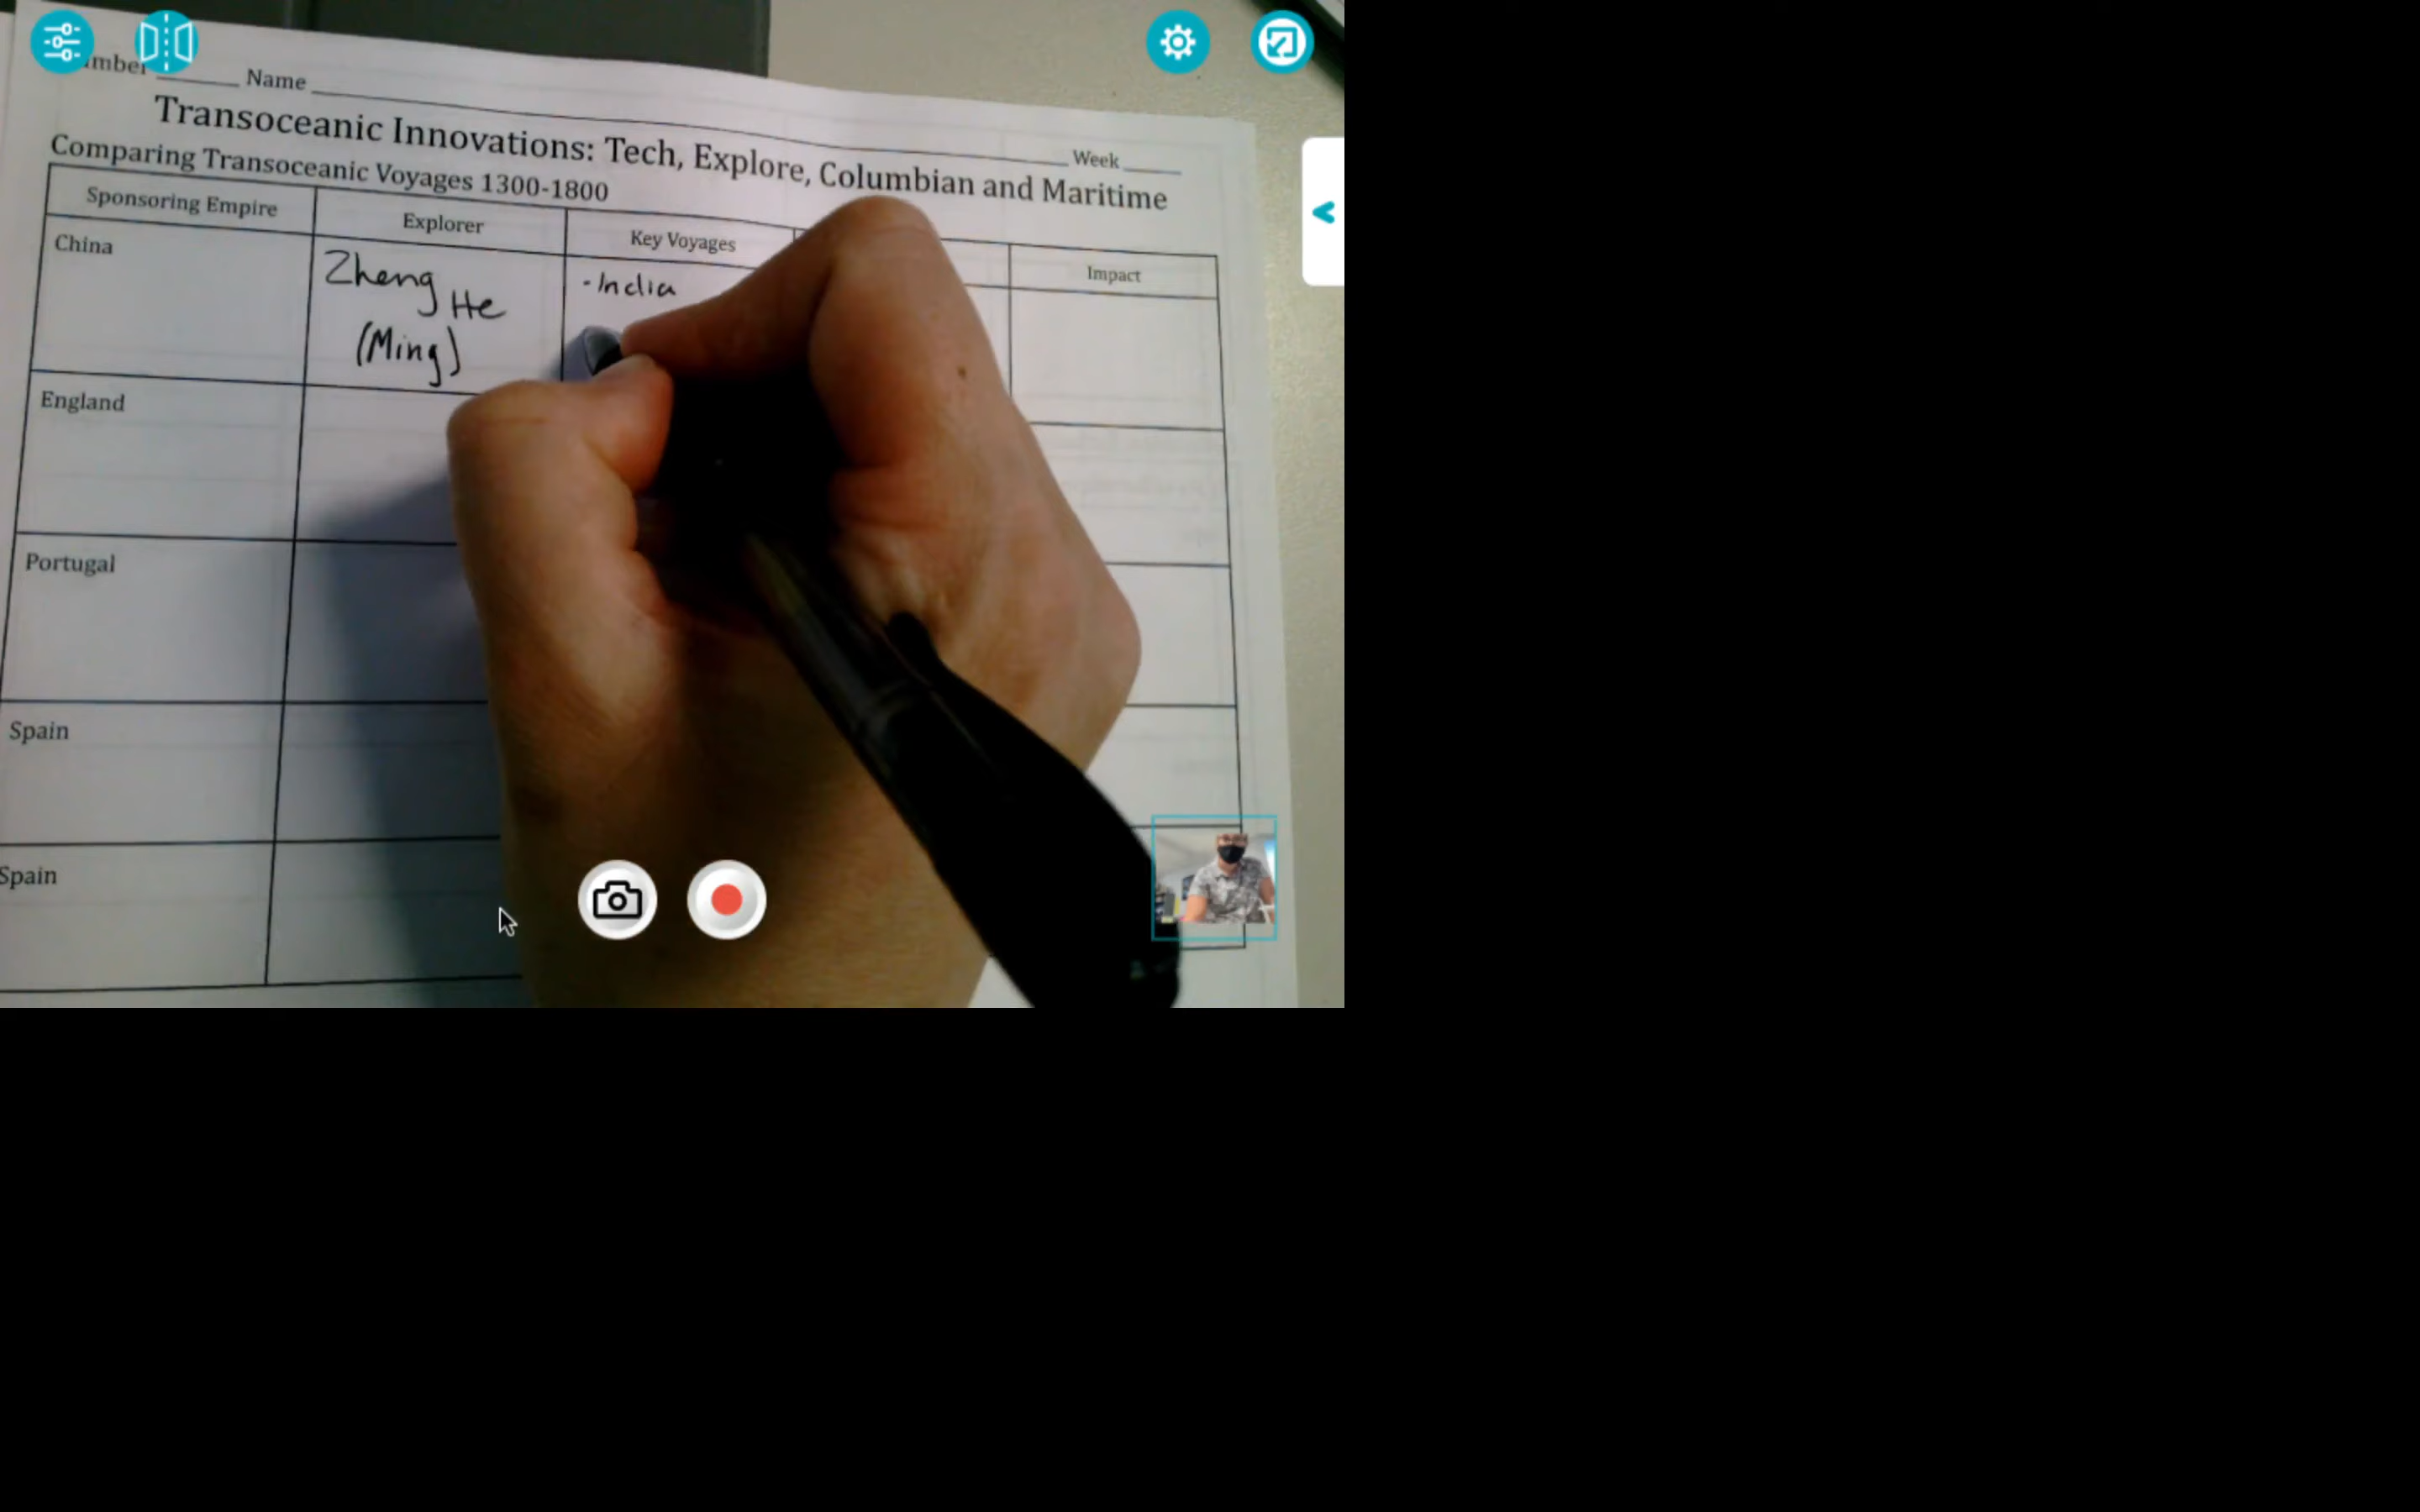 Name
Week
Transoceanic Innovations: Tech, Explore, Columbian and Maritime
Comparing Transoceanic Voyages 1300-1800
Sponsoring Empire Explorer Key Voyages Impact
China Zheng He (Ming) - India
England
Portugal
Spain
Spain